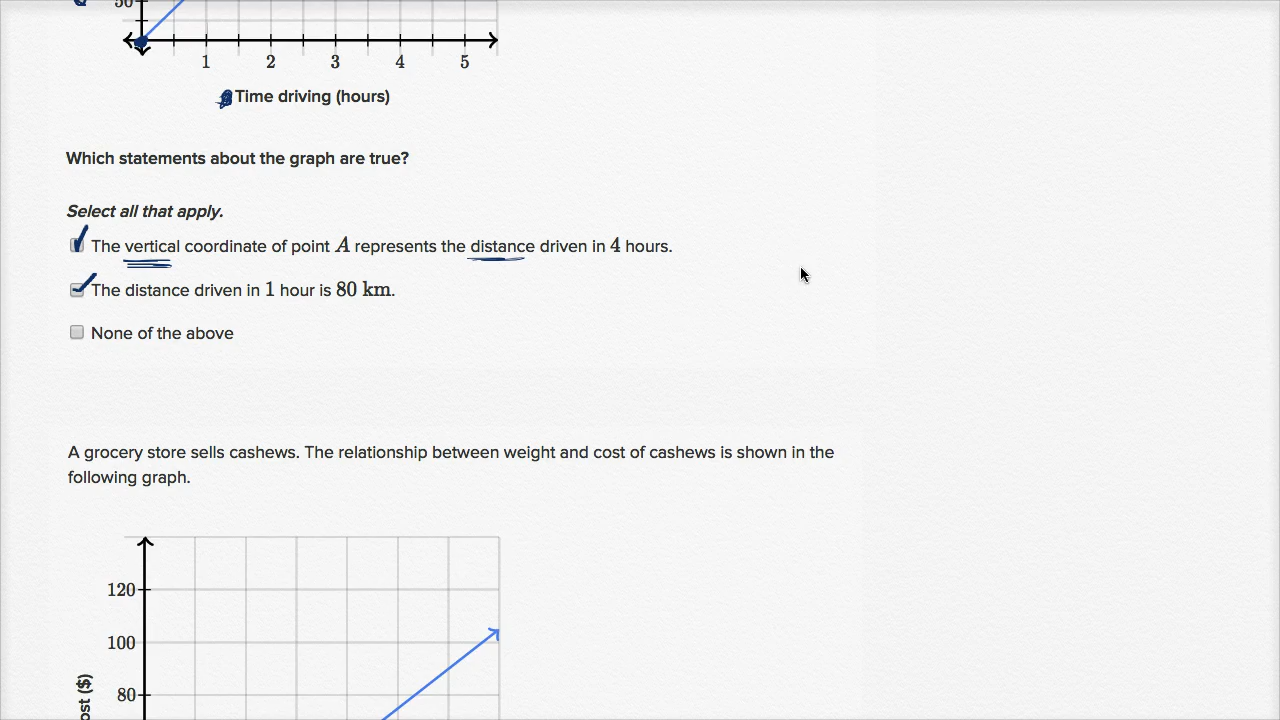 50
1 2 3 4 5
Time driving (hours)
Which statements about the graph are true?
Select all that apply.
The vertical coordinate of point A represents the distance driven in 4 hours.
The distance driven in 1 hour is 80 km.
None of the above
A grocery store sells cashews. The relationship between weight and cost of cashews is shown in the
following graph.
120
100
80
($)